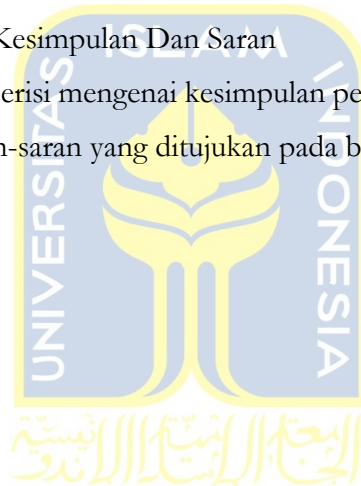 Kesimpulan Dan Saran
ISLAM
erisi mengenai kesimpulan pe
n-saran yang ditujukan pada b
UNIVERSITAS
INDONESIA